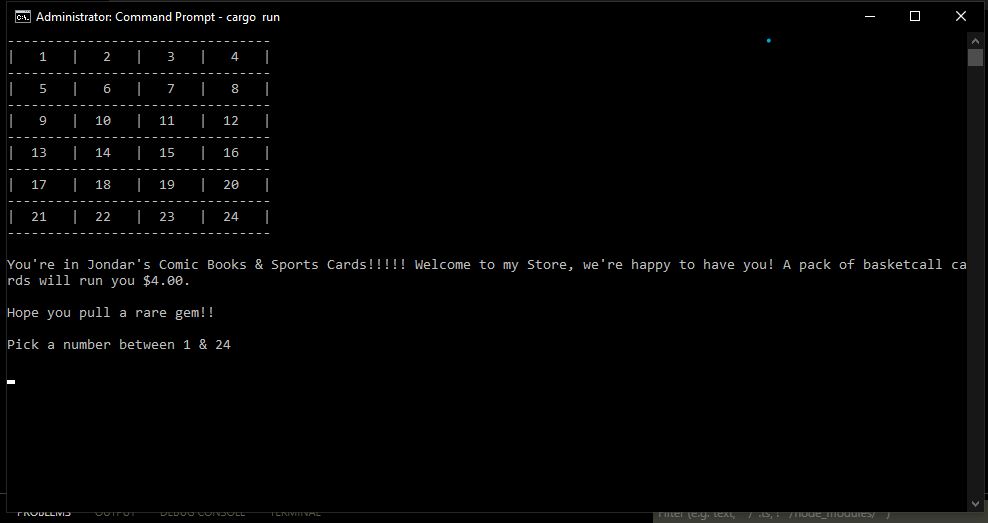 Administrator: Command Prompt - cargo  run
---------------------------------
|   1   |   2   |   3   |   4   |
---------------------------------
|   5   |   6   |   7   |   8   |
---------------------------------
|   9   |  10   |  11   |  12   |
---------------------------------
|  13   |  14   |  15   |  16   |
---------------------------------
|  17   |  18   |  19   |  20   |
---------------------------------
|  21   |  22   |  23   |  24   |
---------------------------------
You're in Jondar's Comic Books & Sports Cards!!!!! Welcome to my Store, we're happy to have you! A pack of basketcall ca
rds will run you $4.00.
Hope you pull a rare gem!!
Pick a number between 1 & 24
PROBLEMS OUTPUT DEBUG CONSOLE TERMINAL Filter (e.g. text,